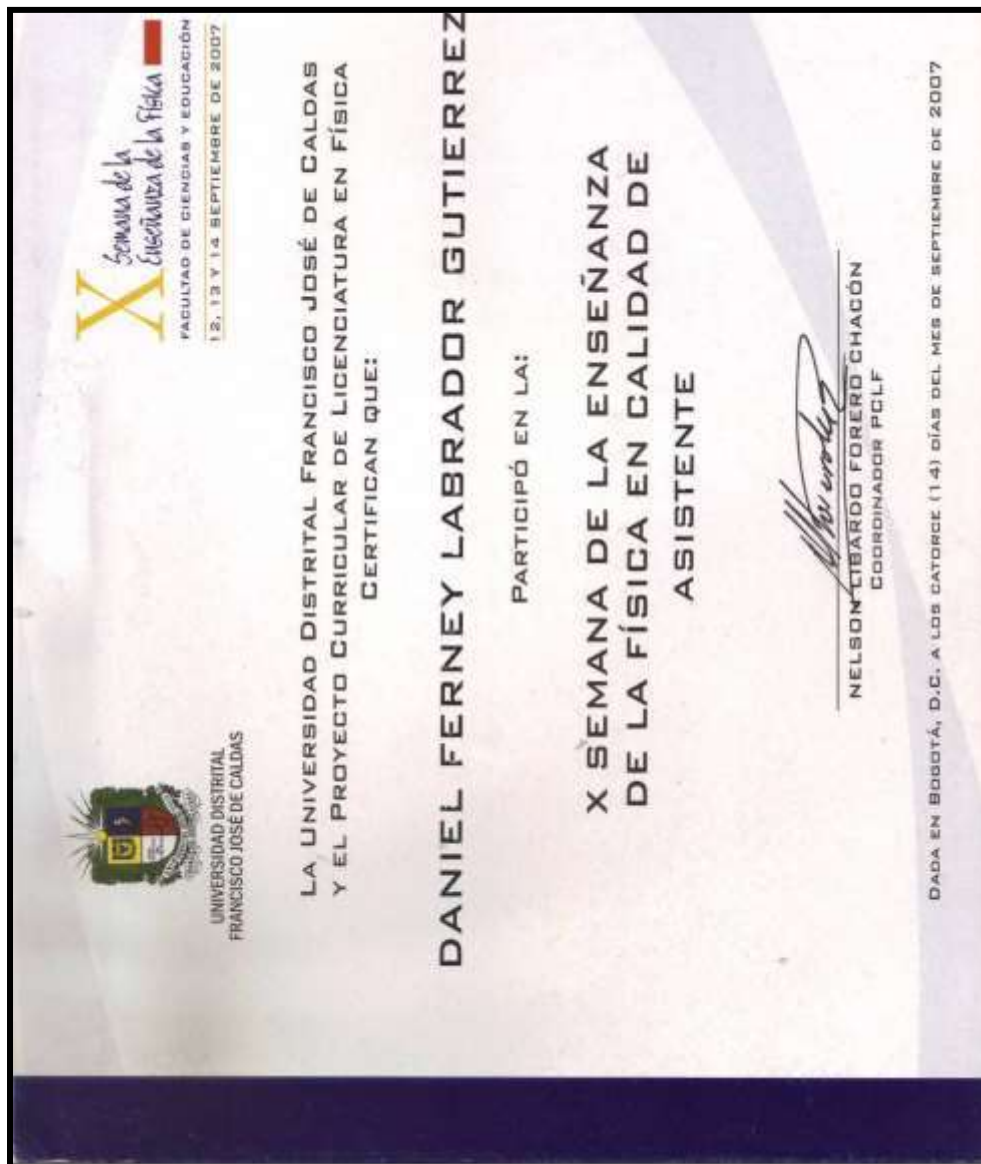 UNIVERSIDAD DISTRITAL
FRANCISCO JOSÉ DE CALDAS
X Semana de la
Enseñanza de la Física
FACULTAD DE CIENCIAS Y EDUCACIÓN
12, 13 Y 14 SEPTIEMBRE DE 2007
LA UNIVERSIDAD DISTRITAL FRANCISCO JOSÉ DE CALDAS
Y EL PROYECTO CURRICULAR DE LICENCIATURA EN FÍSICA
CERTIFICAN QUE:
DANIEL FERNEY LABRADOR GUTIERREZ
PARTICIPÓ EN LA:
X SEMANA DE LA ENSEÑANZA
DE LA FÍSICA EN CALIDAD DE
ASISTENTE
NELSON LIBARDO FORERO CHACÓN
COORDINADOR PCLF
DADA EN BOGOTÁ, D.C. A LOS CATORCE (14) DÍAS DEL MES DE SEPTIEMBRE DE 2007